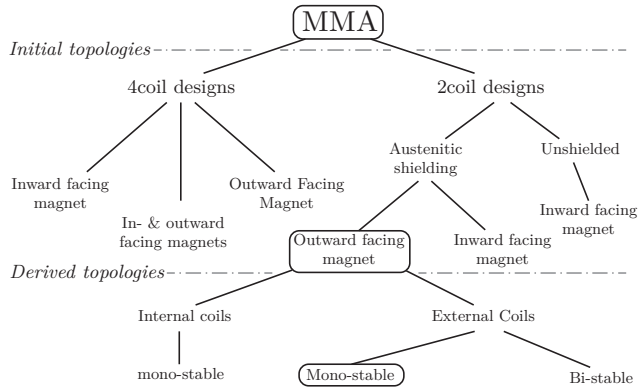 MMA
Initial topologies
4coil designs
2coil designs
Austenitic
shielding
Unshielded
Inward facing
magnet
Outward Facing
Magnet
In- & outward
facing magnets
Inward facing
magnet
Outward facing
magnet
Inward facing
magnet
Derived topologies
Internal coils
External Coils
mono-stable
Mono-stable
Bi-stable